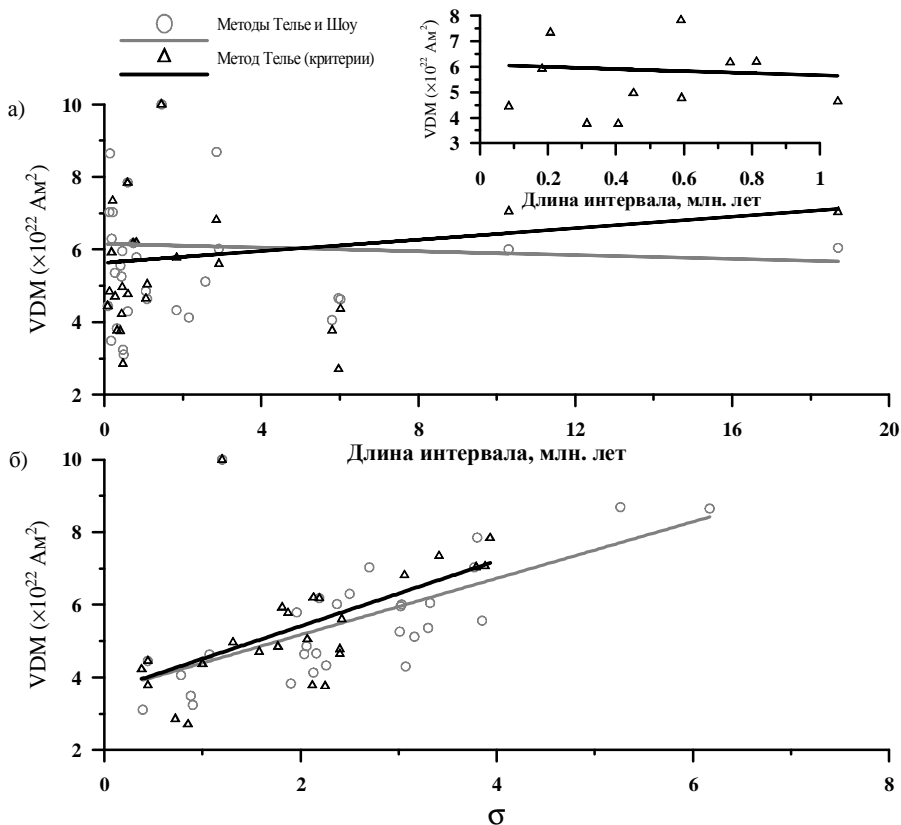 Методы Телье и Шоу
Метод Телье (критерии)
VDM (×10²² Ам²)
8
7
6
5
4
3
0 0.2 0.4 0.6 0.8 1
Длина интервала, млн. лет
а)
VDM (×10²² Ам²)
10
8
6
4
2
0 4 8 12 16 20
Длина интервала, млн. лет
б)
VDM (×10²² Ам²)
10
8
6
4
2
0 2 4 6 8
σ